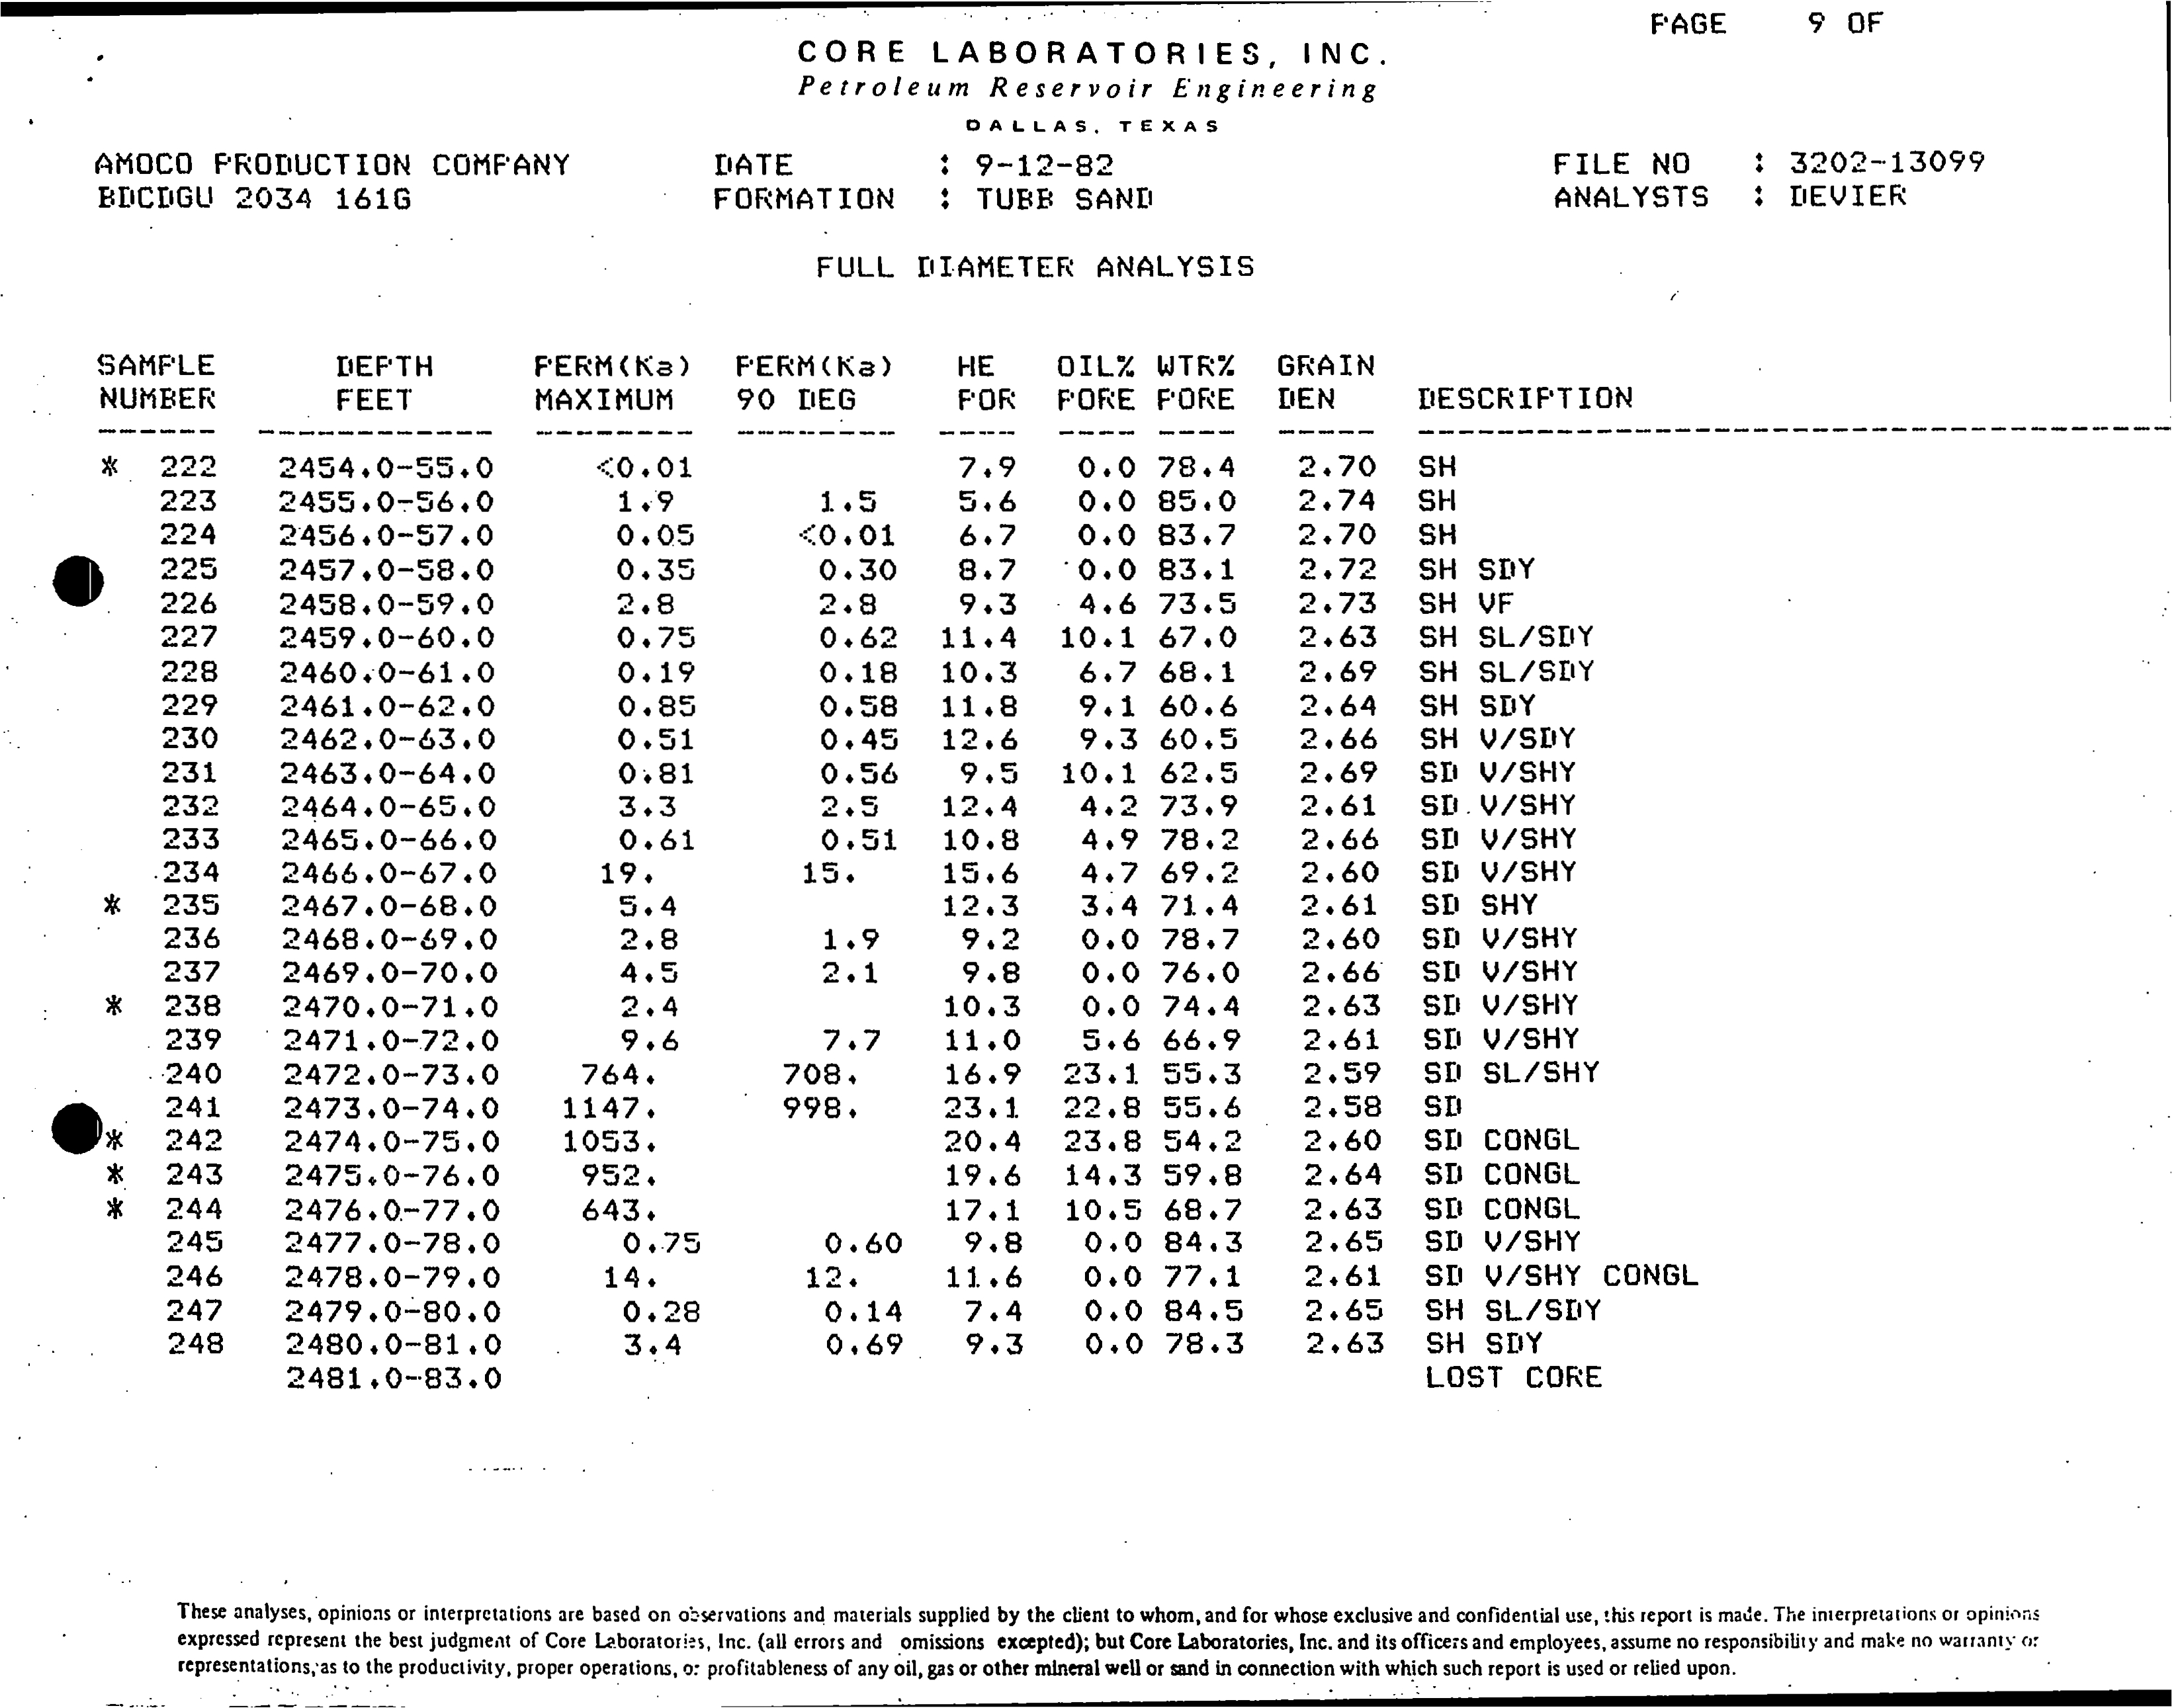 PAGE 9 OF
CORE LABORATORIES, INC.
Petroleum Reservoir Engineering
DALLAS, TEXAS
AMOCO PRODUCTION COMPANY DATE : 9-12-82 FILE NO : 3202-13099
BDCDGU 2034 161G FORMATION : TUBB SAND ANALYSTS : DEVIER
FULL DIAMETER ANALYSIS
SAMPLE DEPTH PERM(Ka) PERM(Ka) HE OIL% WTR% GRAIN
NUMBER FEET MAXIMUM 90 DEG POR PORE PORE DEN DESCRIPTION
* 222 2454.0-55.0 <0.01 7.9 0.0 78.4 2.70 SH
223 2455.0-56.0 1.9 1.5 5.6 0.0 85.0 2.74 SH
224 2456.0-57.0 0.05 <0.01 6.7 0.0 83.7 2.70 SH
225 2457.0-58.0 0.35 0.30 8.7 0.0 83.1 2.72 SH SDY
226 2458.0-59.0 2.8 2.8 9.3 4.6 73.5 2.73 SH VF
227 2459.0-60.0 0.75 0.62 11.4 10.1 67.0 2.63 SH SL/SDY
228 2460.0-61.0 0.19 0.18 10.3 6.7 68.1 2.69 SH SL/SDY
229 2461.0-62.0 0.85 0.58 11.8 9.1 60.6 2.64 SH SDY
230 2462.0-63.0 0.51 0.45 12.6 9.3 60.5 2.66 SH V/SDY
231 2463.0-64.0 0.81 0.56 9.5 10.1 62.5 2.69 SD V/SHY
232 2464.0-65.0 3.3 2.5 12.4 4.2 73.9 2.61 SD V/SHY
233 2465.0-66.0 0.61 0.51 10.8 4.9 78.2 2.66 SD V/SHY
234 2466.0-67.0 19. 15. 15.6 4.7 69.2 2.60 SD V/SHY
* 235 2467.0-68.0 5.4 12.3 3.4 71.4 2.61 SD SHY
236 2468.0-69.0 2.8 1.9 9.2 0.0 78.7 2.60 SD V/SHY
237 2469.0-70.0 4.5 2.1 9.8 0.0 76.0 2.66 SD V/SHY
* 238 2470.0-71.0 2.4 10.3 0.0 74.4 2.63 SD V/SHY
239 2471.0-72.0 9.6 7.7 11.0 5.6 66.9 2.61 SD V/SHY
240 2472.0-73.0 764. 708. 16.9 23.1 55.3 2.59 SD SL/SHY
241 2473.0-74.0 1147. 998. 23.1 22.8 55.6 2.58 SD
* 242 2474.0-75.0 1053. 20.4 23.8 54.2 2.60 SD CONGL
* 243 2475.0-76.0 952. 19.6 14.3 59.8 2.64 SD CONGL
* 244 2476.0-77.0 643. 17.1 10.5 68.7 2.63 SD CONGL
245 2477.0-78.0 0.75 0.60 9.8 0.0 84.3 2.65 SD V/SHY
246 2478.0-79.0 14. 12. 11.6 0.0 77.1 2.61 SD V/SHY CONGL
247 2479.0-80.0 0.28 0.14 7.4 0.0 84.5 2.65 SH SL/SDY
248 2480.0-81.0 3.4 0.69 9.3 0.0 78.3 2.63 SH SDY
2481.0-83.0 LOST CORE
These analyses, opinions or interpretations are based on observations and materials supplied by the client to whom, and for whose exclusive and confidential use, this report is made. The interpretations or opinions
expressed represent the best judgment of Core Laboratories, Inc. (all errors and omissions excepted); but Core Laboratories, Inc. and its officers and employees, assume no responsibility and make no warranty or
representations, as to the productivity, proper operations, or profitableness of any oil, gas or other mineral well or sand in connection with which such report is used or relied upon.